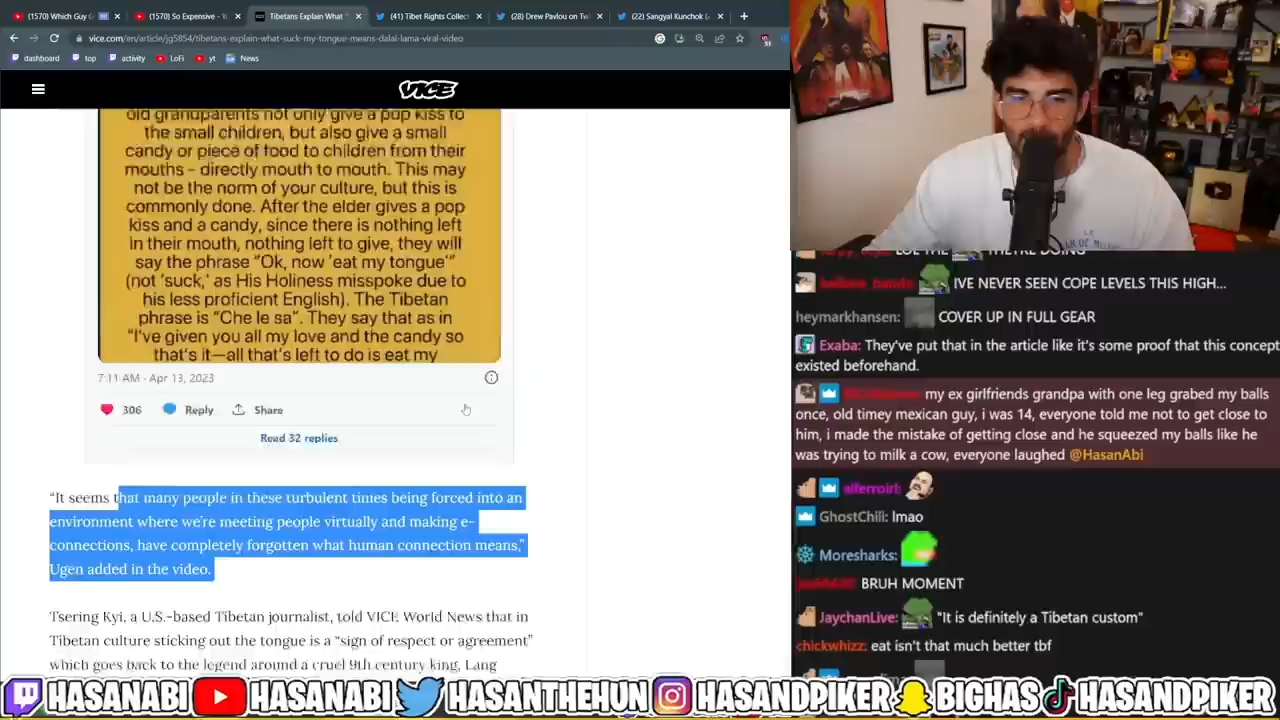 (1570) Which Guy G
(1570) So Expensive - Y
Tibetans Explain What "
(41) Tibet Rights Collec
(28) Drew Pavlou on Tw
(22) Sangyal Kunchok (
vice.com/en/article/jg5854/tibetans-explain-what-suck-my-tongue-means-dalai-lama-viral-video
dashboard
top
activity
LoFi
yt
News
VICE
old grandparents not only give a pop kiss to
the small children, but also give a small
candy or piece of food to children from their
mouths - directly mouth to mouth. This may
not be the norm of your culture, but this is
commonly done. After the elder gives a pop
kiss and a candy, since there is nothing left
in their mouth, nothing left to give, they will
say the phrase "Ok, now 'eat my tongue'"
(not 'suck,' as His Holiness misspoke due to
his less proficient English). The Tibetan
phrase is "Che le sa". They say that as in
"I've given you all my love and the candy so
that's it—all that's left to do is eat my
7:11 AM - Apr 13, 2023
306
Reply
Share
Read 32 replies
“It seems that many people in these turbulent times being forced into an
environment where we’re meeting people virtually and making e-
connections, have completely forgotten what human connection means,”
Ugen added in the video.
Tsering Kyi, a U.S.-based Tibetan journalist, told VICE World News that in
Tibetan culture sticking out the tongue is a “sign of respect or agreement”
which goes back to the legend around a cruel 9th century king, Lang
IVE NEVER SEEN COPE LEVELS THIS HIGH...
heymarkhansen: COVER UP IN FULL GEAR
Exaba: They've put that in the article like it's some proof that this concept
existed beforehand.
my ex girlfriends grandpa with one leg grabed my balls
once, old timey mexican guy, i was 14, everyone told me not to get close to
him, i made the mistake of getting close and he squeezed my balls like he
was trying to milk a cow, everyone laughed @HasanAbi
alferroirl:
GhostChili: lmao
Moresharks:
BRUH MOMENT
JaychanLive: "It is definitely a Tibetan custom"
chickwhizz: eat isn't that much better tbf
HASANABI
HASANABI
HASANTHEHUN
HASANDPIKER
BIGHAS
HASANDPIKER